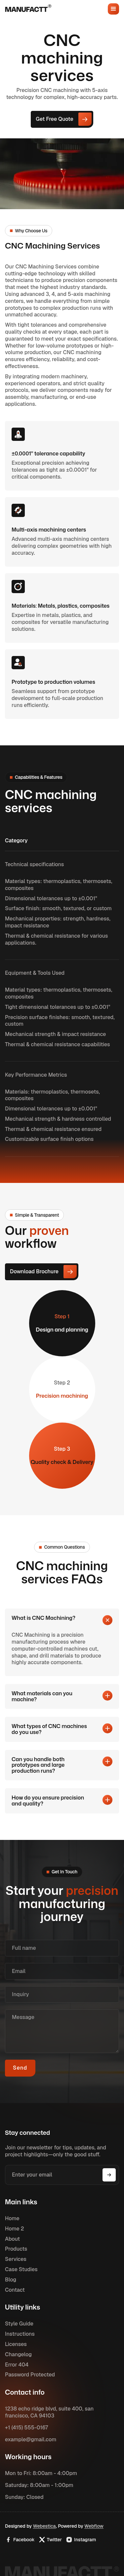 MANUFACTT®
CNC
machining
services
Precision CNC machining with 5-axis
technology for complex, high-accuracy parts.
Get Free Quote
Why Choose Us
CNC Machining Services
Our CNC Machining Services combine
cutting-edge technology with skilled
technicians to produce precision components
that meet the highest industry standards.
Using advanced 3, 4, and 5-axis machining
centers, we handle everything from simple
parts to complex geometries with
unmatched accuracy.
With tight tolerances and comprehensive
quality checks at every stage, each part is
guaranteed to meet your exact specifications.
Whether for low-volume prototypes or high-
volume production, our CNC machining
ensures consistency, reliability, and cost-
effectiveness.
By integrating modern machinery,
experienced operators, and strict quality
protocols, we deliver components ready for
assembly, manufacturing, or end-use
applications.
±0.0001" tolerance capability
Exceptional precision achieving
tolerances as tight as ±0.0001" for
critical components.
Multi-axis machining centers
Advanced multi-axis machining centers
delivering complex geometries with high
accuracy.
Materials: Metals, plastics, composites
Expertise in metals, plastics, and
composites for versatile manufacturing
solutions.
Prototype to production volumes
Seamless support from prototype
development to full-scale production
runs efficiently.
Capabilities & Features
CNC machining
services
Category
Technical specifications
Material types: thermoplastics, thermosets,
composites
Dimensional tolerances up to ±0.001"
Surface finish: smooth, textured, or custom
Mechanical properties: strength, hardness,
impact resistance
Thermal & chemical resistance for various
applications.
Equipment & Tools Used
Material types: thermoplastics, thermosets,
composites
Tight dimensional tolerances up to ±0.001"
Precision surface finishes: smooth, textured,
custom
Mechanical strength & impact resistance
Thermal & chemical resistance capabilities
Key Performance Metrics
Materials: thermoplastics, thermosets,
composites
Dimensional tolerances up to ±0.001"
Mechanical strength & hardness controlled
Thermal & chemical resistance ensured
Customizable surface finish options
Simple & Transparent
Our proven
workflow
Download Brochure
Step 1
Design and planning
Step 2
Precision machining
Step 3
Quality check & Delivery
Common Questions
CNC machining
services FAQs
What is CNC Machining?
CNC Machining is a precision
manufacturing process where
computer-controlled machines cut,
shape, and drill materials to produce
highly accurate components.
What materials can you
machine?
What types of CNC machines
do you use?
Can you handle both
prototypes and large
production runs?
How do you ensure precision
and quality?
Get In Touch
Start your precision
manufacturing
journey
Full name
Email
Inquiry
Message
Send
Stay connected
Join our newsletter for tips, updates, and
project highlights—only the good stuff.
Enter your email
Main links
Home
Home 2
About
Products
Services
Case Studies
Blog
Contact
Utility links
Style Guide
Instructions
Licenses
Changelog
Error 404
Password Protected
Contact info
1238 echo ridge blvd, suite 400, san
francisco, CA 94103
+1 (415) 555-0187
example@gmail.com
Working hours
Mon to Fri: 8:00am - 4:00pm
Saturday: 8:00am - 1:00pm
Sunday: Closed
Designed by Webestica, Powered by Webflow
Facebook Twitter Instagram
MANUFACTT®